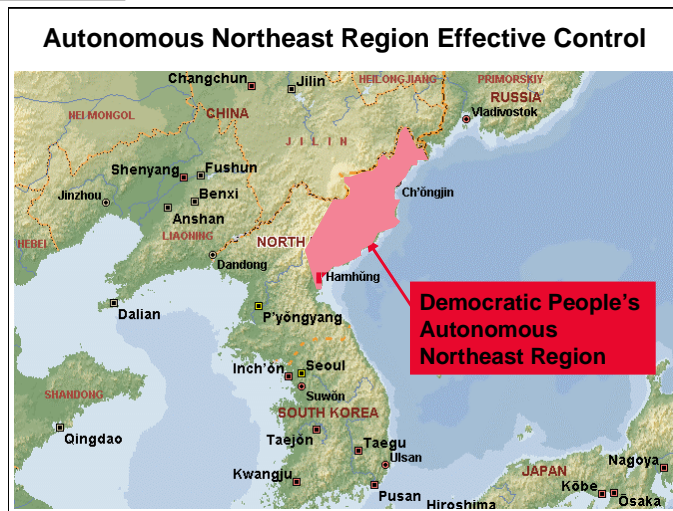 Autonomous Northeast Region Effective Control
Changchun
Jilin
HEILONGJIANG
PRIMORSKIY
RUSSIA
NEI MONGOL
CHINA
Vladivostok
JILIN
Shenyang
Fushun
Ch'ŏngjin
Jinzhou
Benxi
Anshan
HEBEI
LIAONING
NORTH
Dandong
Hamhŭng
Dalian
P'yŏngyang
Democratic People's
Autonomous
Northeast Region
Inch'ŏn
Seoul
Suwŏn
SHANDONG
SOUTH KOREA
Qingdao
Taejŏn
Taegu
Ulsan
Nagoya
Kwangju
JAPAN
Pusan
Kōbe
Ōsaka
Hiroshima